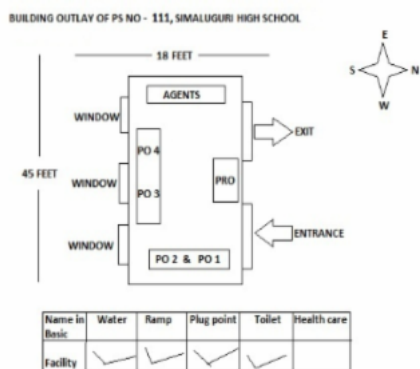 BUILDING OUTLAY OF PS NO - 111, SIMALUGURI HIGH SCHOOL
E
S N
W
18 FEET
AGENTS
WINDOW
EXIT
PO 4
45 FEET
WINDOW
PO 3
PRO
WINDOW
ENTRANCE
PO 2 & PO 1
Name in Basic Facility
Water
Ramp
Plug point
Toilet
Health care